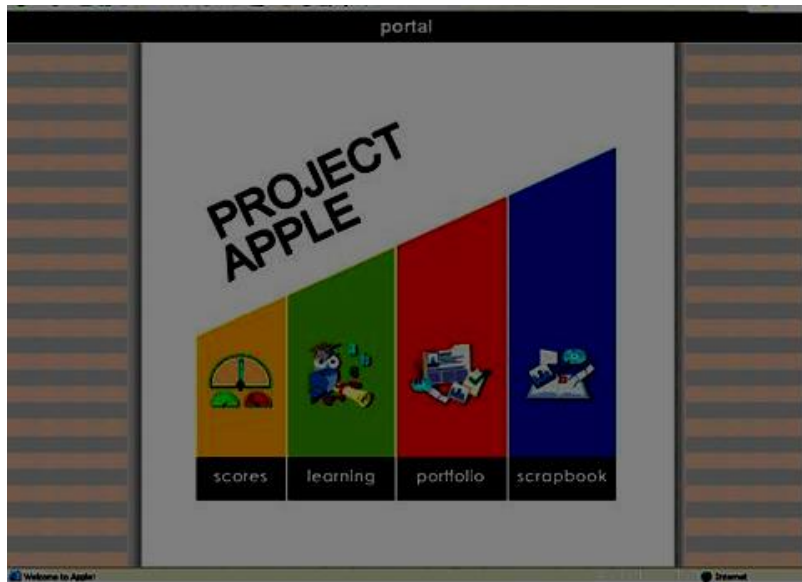 portal
PROJECT
APPLE
scores learning portfolio scrapbook
Welcome to Apple!
Internet